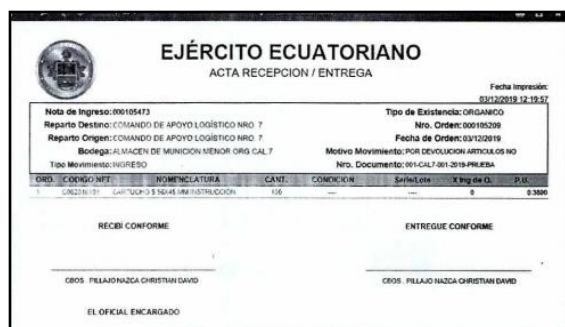 EJÉRCITO ECUATORIANO
ACTA RECEPCION / ENTREGA
Fecha Impresión:
03/12/2019 12:19:57
Nota de Ingreso: 000105473
Tipo de Existencia: ORGANICO
Reparto Destino: COMANDO DE APOYO LOGÍSTICO NRO. 7
Nro. Orden: 000105209
Reparto Origen: COMANDO DE APOYO LOGÍSTICO NRO. 7
Fecha de Orden: 03/12/2019
Bodega: ALMACEN DE MUNICION MENOR ORG CAL.7
Motivo Movimiento: POR DEVOLUCION ARTICULOS NO
Tipo Movimiento: INGRESO
Nro. Documento: 001-CAL7-001-2019-PRUEBA
ORD. CODIGO NFT. NOMENCLATURA CANT. CONDICION Serie/Lote X Ing de O. P.U.
1 CARTUCHO 5.56X45 MM INSTRUCCIÓN --- --- 0 0.3800
RECIBÍ CONFORME
ENTREGUE CONFORME
CBOS . PILLAJO NAZCA CHRISTIAN DAVID
CBOS . PILLAJO NAZCA CHRISTIAN DAVID
EL OFICIAL ENCARGADO